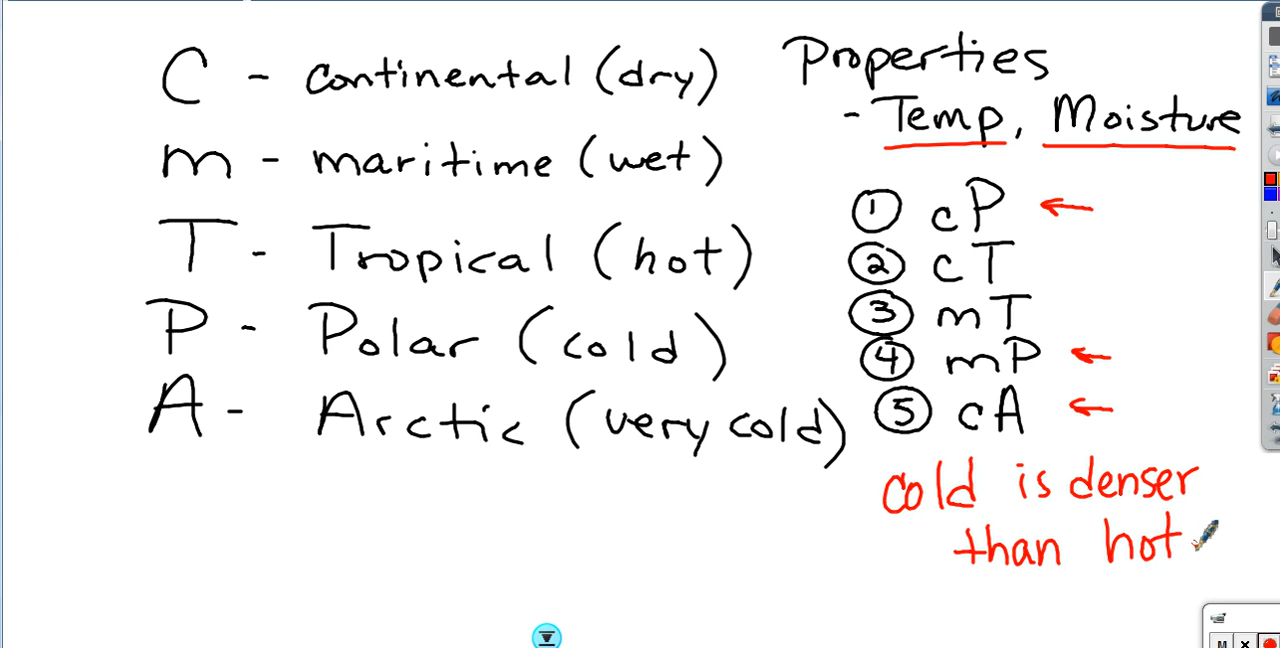 C - continental (dry)
m - maritime (wet)
T - Tropical (hot)
P - Polar (cold)
A - Arctic (very cold)
Properties
- Temp, Moisture
① cP ←
② cT
③ mT
④ mP ←
⑤ cA ←
cold is denser
than hot
M X